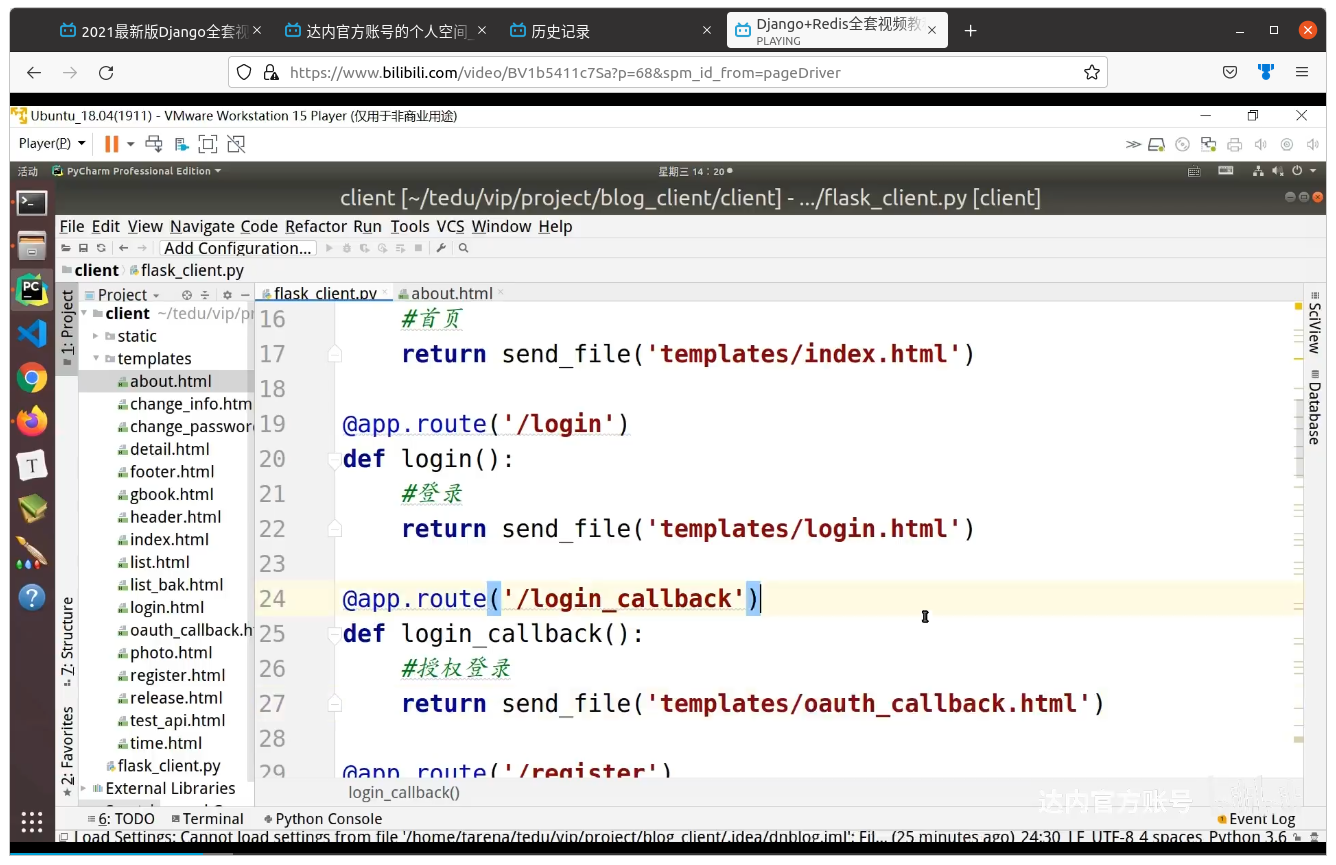 2021最新版Django全套视
达内官方账号的个人空间_
历史记录
Django+Redis全套视频教
PLAYING
https://www.bilibili.com/video/BV1b5411c7Sa?p=68&spm_id_from=pageDriver
Ubuntu_18.04(1911) - VMware Workstation 15 Player (仅用于非商业用途)
Player(P)
活动 PyCharm Professional Edition 星期三 14：20
client [~/tedu/vip/project/blog_client/client] - .../flask_client.py [client]
File Edit View Navigate Code Refactor Run Tools VCS Window Help
Add Configuration...
client flask_client.py
1: Project
Project
flask_client.py
about.html
client ~/tedu/vip/pr
static
templates
about.html
change_info.htm
change_passwor
detail.html
footer.html
gbook.html
header.html
index.html
list.html
list_bak.html
login.html
oauth_callback.h
photo.html
register.html
release.html
test_api.html
time.html
flask_client.py
External Libraries
16 #首页
17 return send_file('templates/index.html')
18
19 @app.route('/login')
20 def login():
21 #登录
22 return send_file('templates/login.html')
23
24 @app.route('/login_callback')
25 def login_callback():
26 #授权登录
27 return send_file('templates/oauth_callback.html')
28
29 @app.route('/register')
login_callback()
SciView
Database
Z: Structure
2: Favorites
达内官方账号
6: TODO Terminal Python Console Event Log
Load Settings: Cannot load settings from file '/home/tarena/tedu/vip/project/blog_client/.idea/dnblog.iml': Fil... (25 minutes ago) 24:30 LF UTF-8 4 spaces Python 3.6